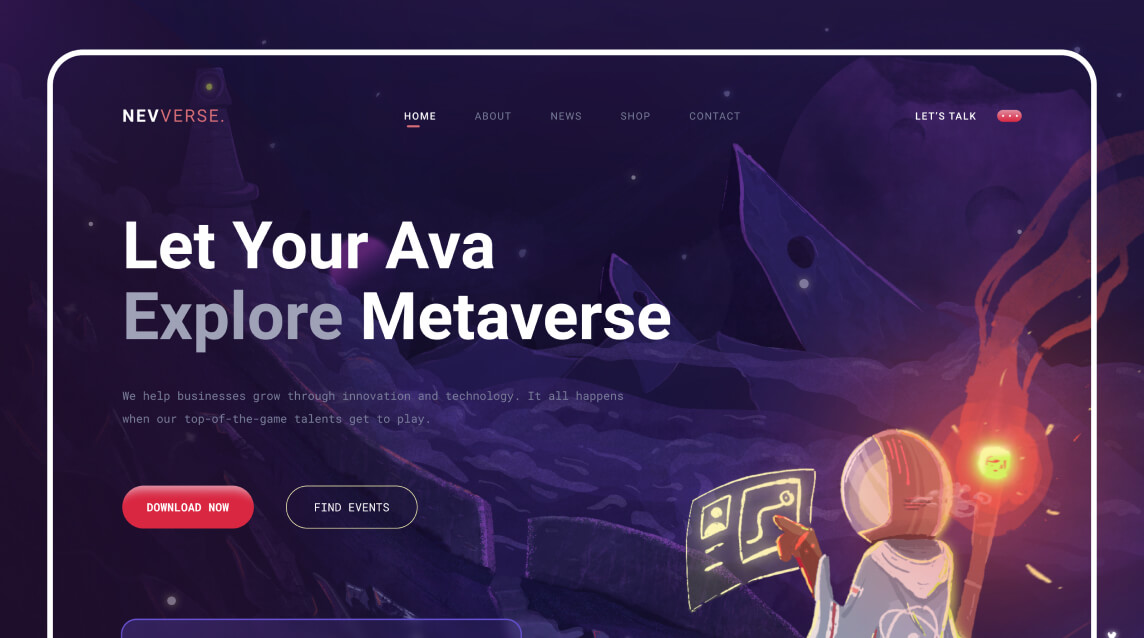 NEVVERSE.
HOME ABOUT NEWS SHOP CONTACT
LET'S TALK
Let Your Ava
Explore Metaverse
We help businesses grow through innovation and technology. It all happens
when our top-of-the-game talents get to play.
DOWNLOAD NOW
FIND EVENTS